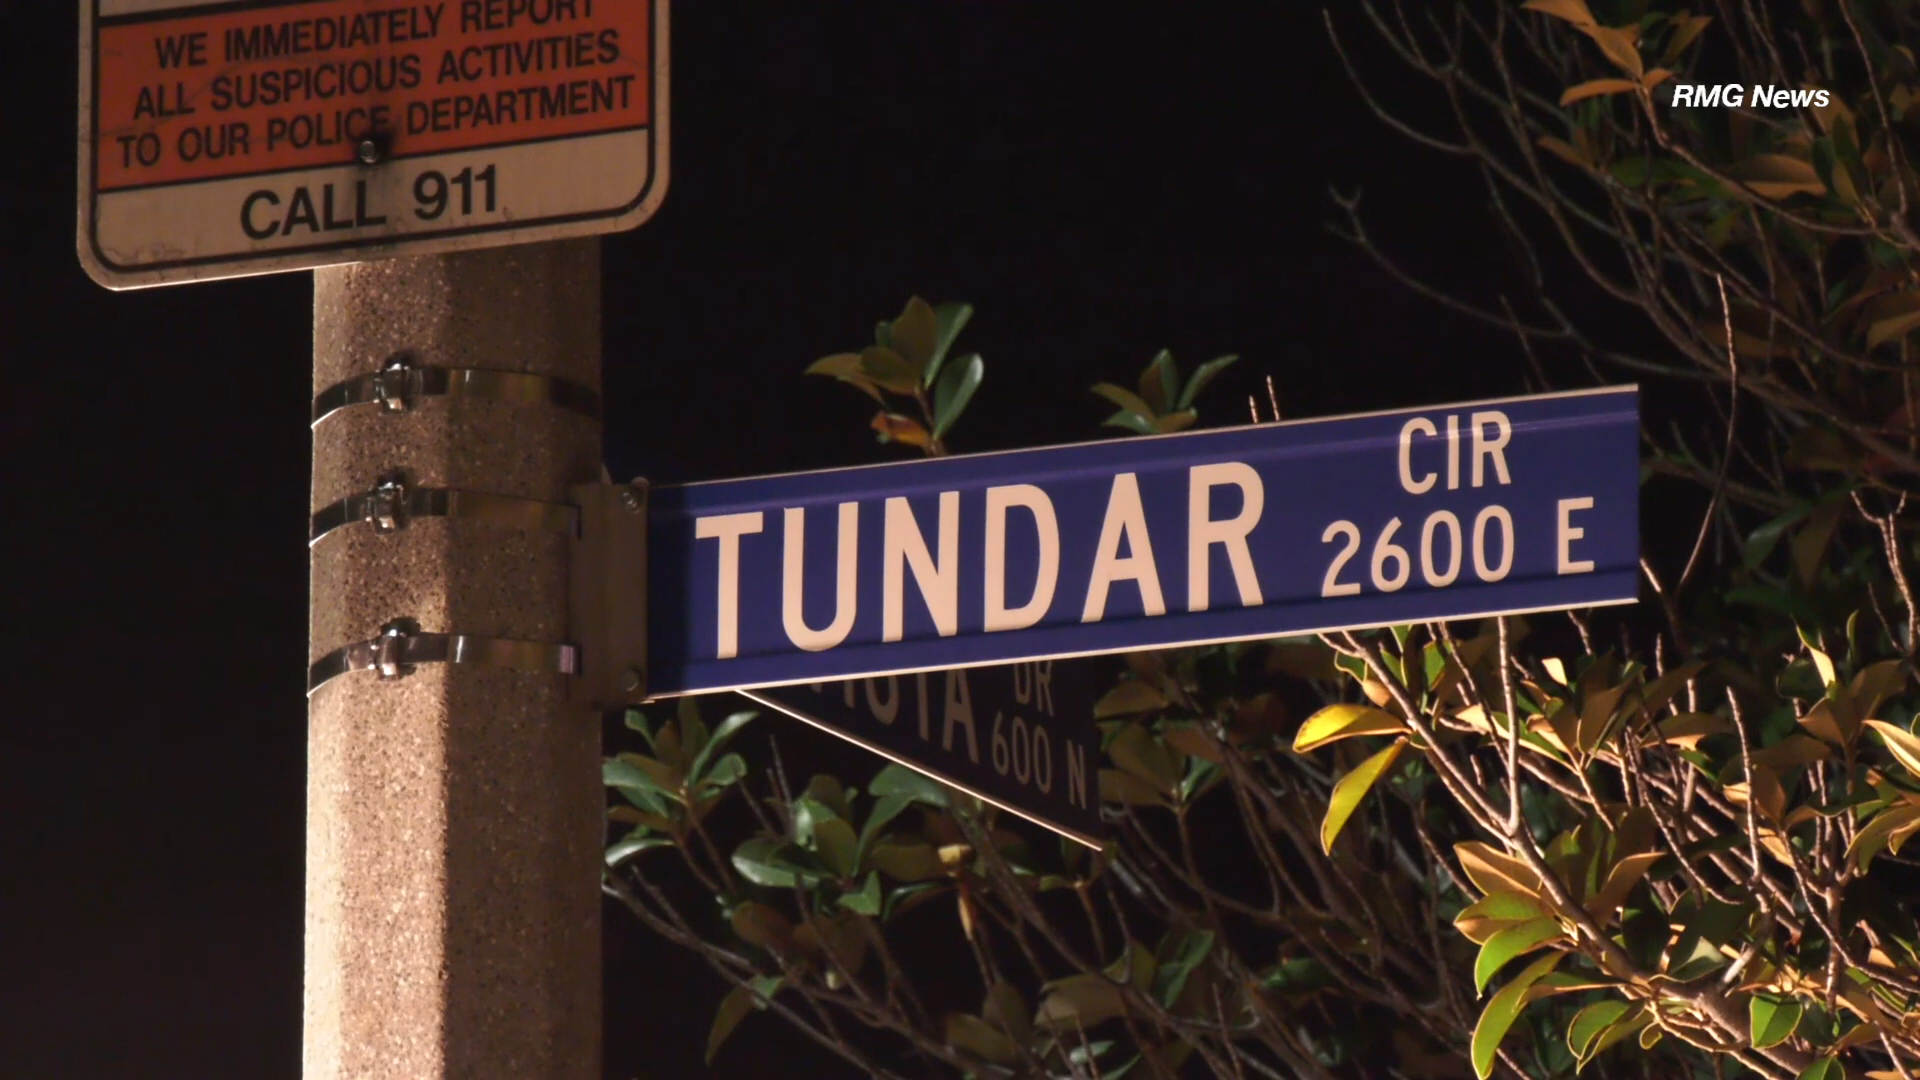 WE IMMEDIATELY REPORT
ALL SUSPICIOUS ACTIVITIES
TO OUR POLICE DEPARTMENT
CALL 911
RMG News
TUNDAR CIR
2600 E
DR
600 N